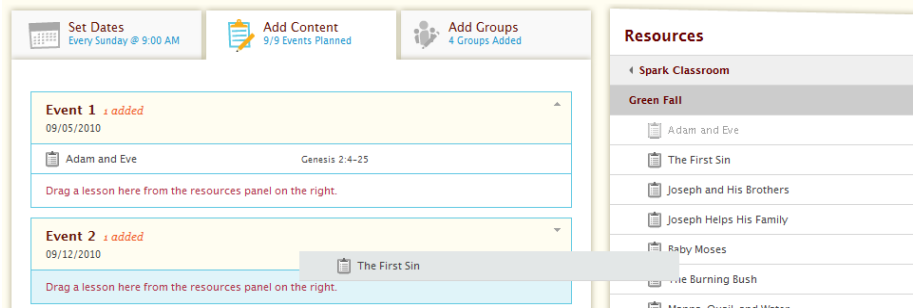 Set Dates
Every Sunday @ 9:00 AM
Add Content
9/9 Events Planned
Add Groups
4 Groups Added
Event 1 1 added
09/05/2010
Adam and Eve Genesis 2:4-25
Drag a lesson here from the resources panel on the right.
Event 2 1 added
09/12/2010
The First Sin
Drag a lesson here from the resources panel on the right.
Resources
Spark Classroom
Green Fall
Adam and Eve
The First Sin
Joseph and His Brothers
Joseph Helps His Family
Baby Moses
The Burning Bush
Manna, Quail, and Water